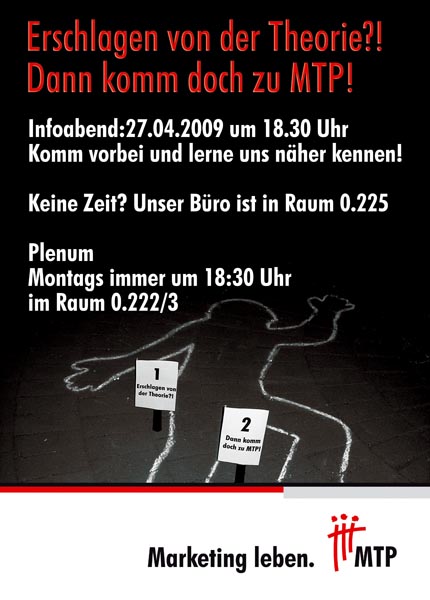 Erschlagen von der Theorie?!
Dann komm doch zu MTP!
Infoabend:27.04.2009 um 18.30 Uhr
Komm vorbei und lerne uns näher kennen!
Keine Zeit? Unser Büro ist in Raum 0.225
Plenum
Montags immer um 18:30 Uhr
im Raum 0.222/3
1
Erschlagen von
der Theorie?!
2
Dann komm
doch zu MTP!
Marketing leben.
MTP